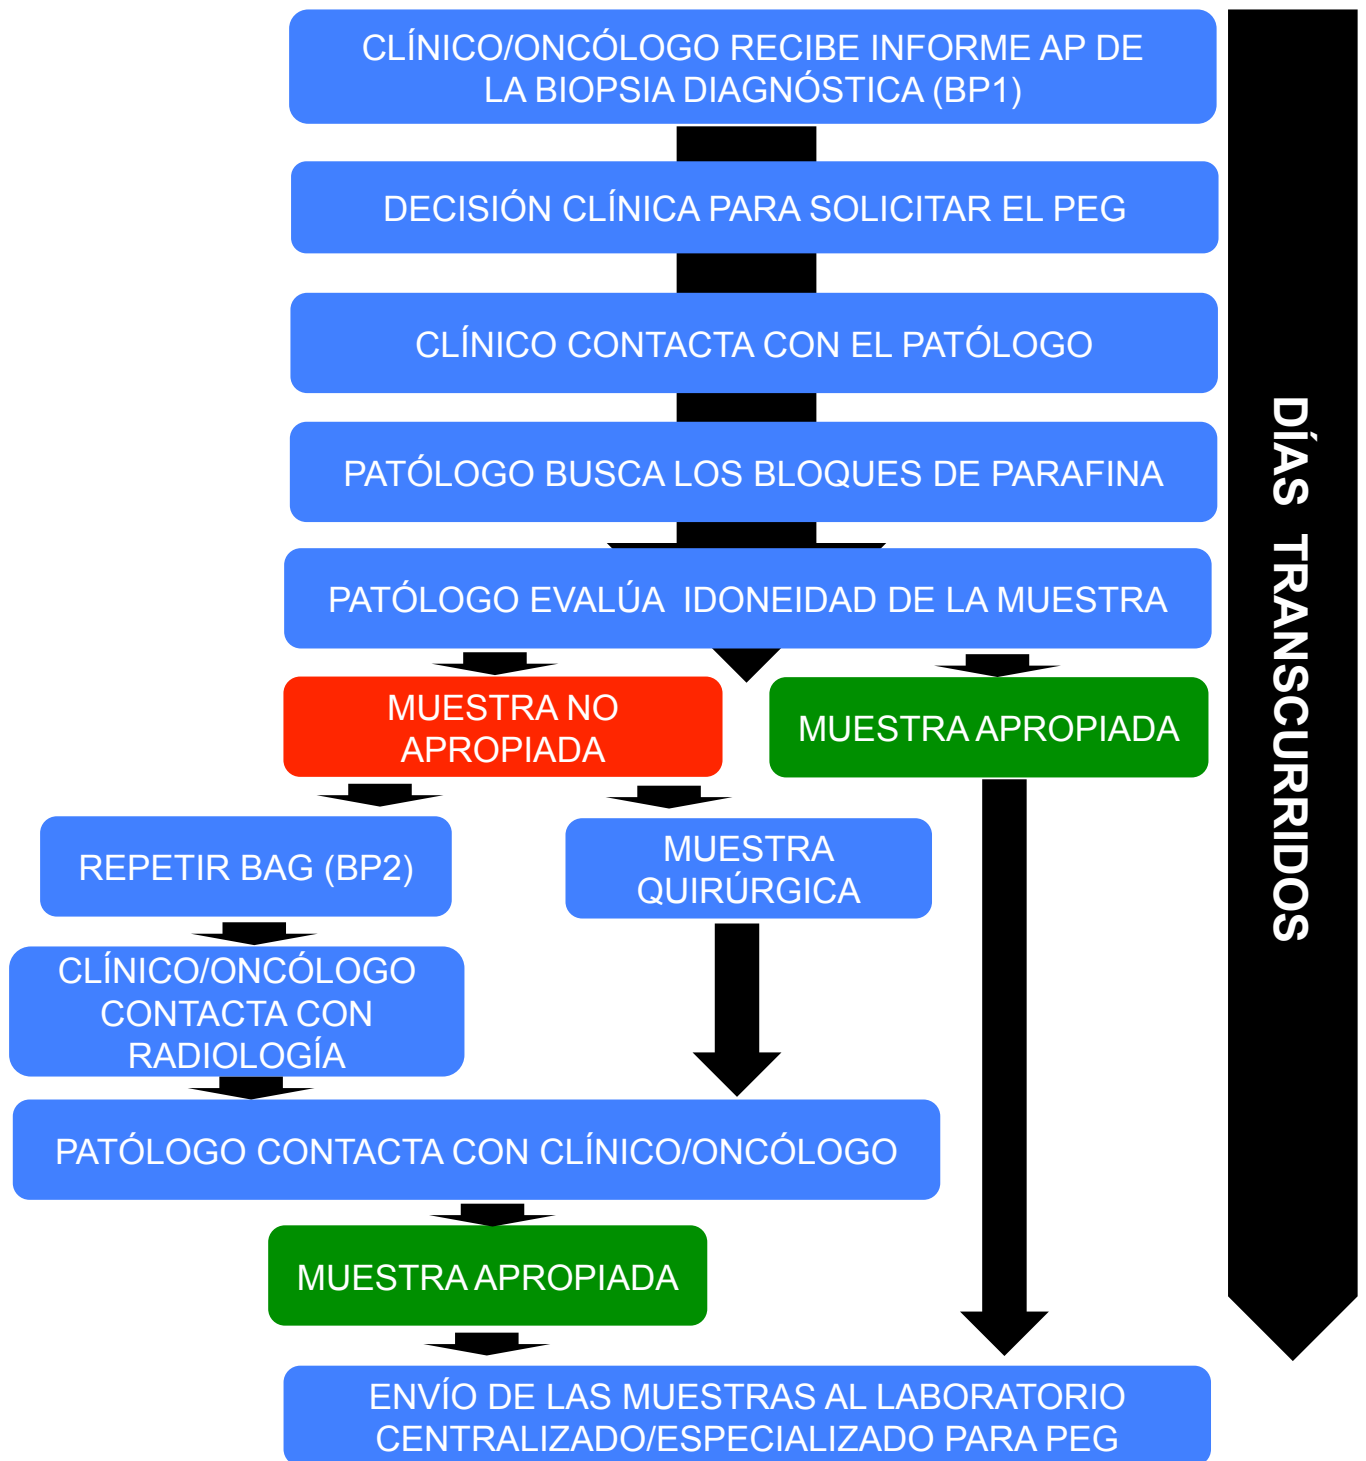 CLÍNICO/ONCÓLOGO RECIBE INFORME AP DE
LA BIOPSIA DIAGNÓSTICA (BP1)
DECISIÓN CLÍNICA PARA SOLICITAR EL PEG
CLÍNICO CONTACTA CON EL PATÓLOGO
PATÓLOGO BUSCA LOS BLOQUES DE PARAFINA
PATÓLOGO EVALÚA IDONEIDAD DE LA MUESTRA
MUESTRA NO
APROPIADA
MUESTRA APROPIADA
REPETIR BAG (BP2)
MUESTRA
QUIRÚRGICA
CLÍNICO/ONCÓLOGO
CONTACTA CON
RADIOLOGÍA
PATÓLOGO CONTACTA CON CLÍNICO/ONCÓLOGO
MUESTRA APROPIADA
ENVÍO DE LAS MUESTRAS AL LABORATORIO
CENTRALIZADO/ESPECIALIZADO PARA PEG
DÍAS TRANSCURRIDOS